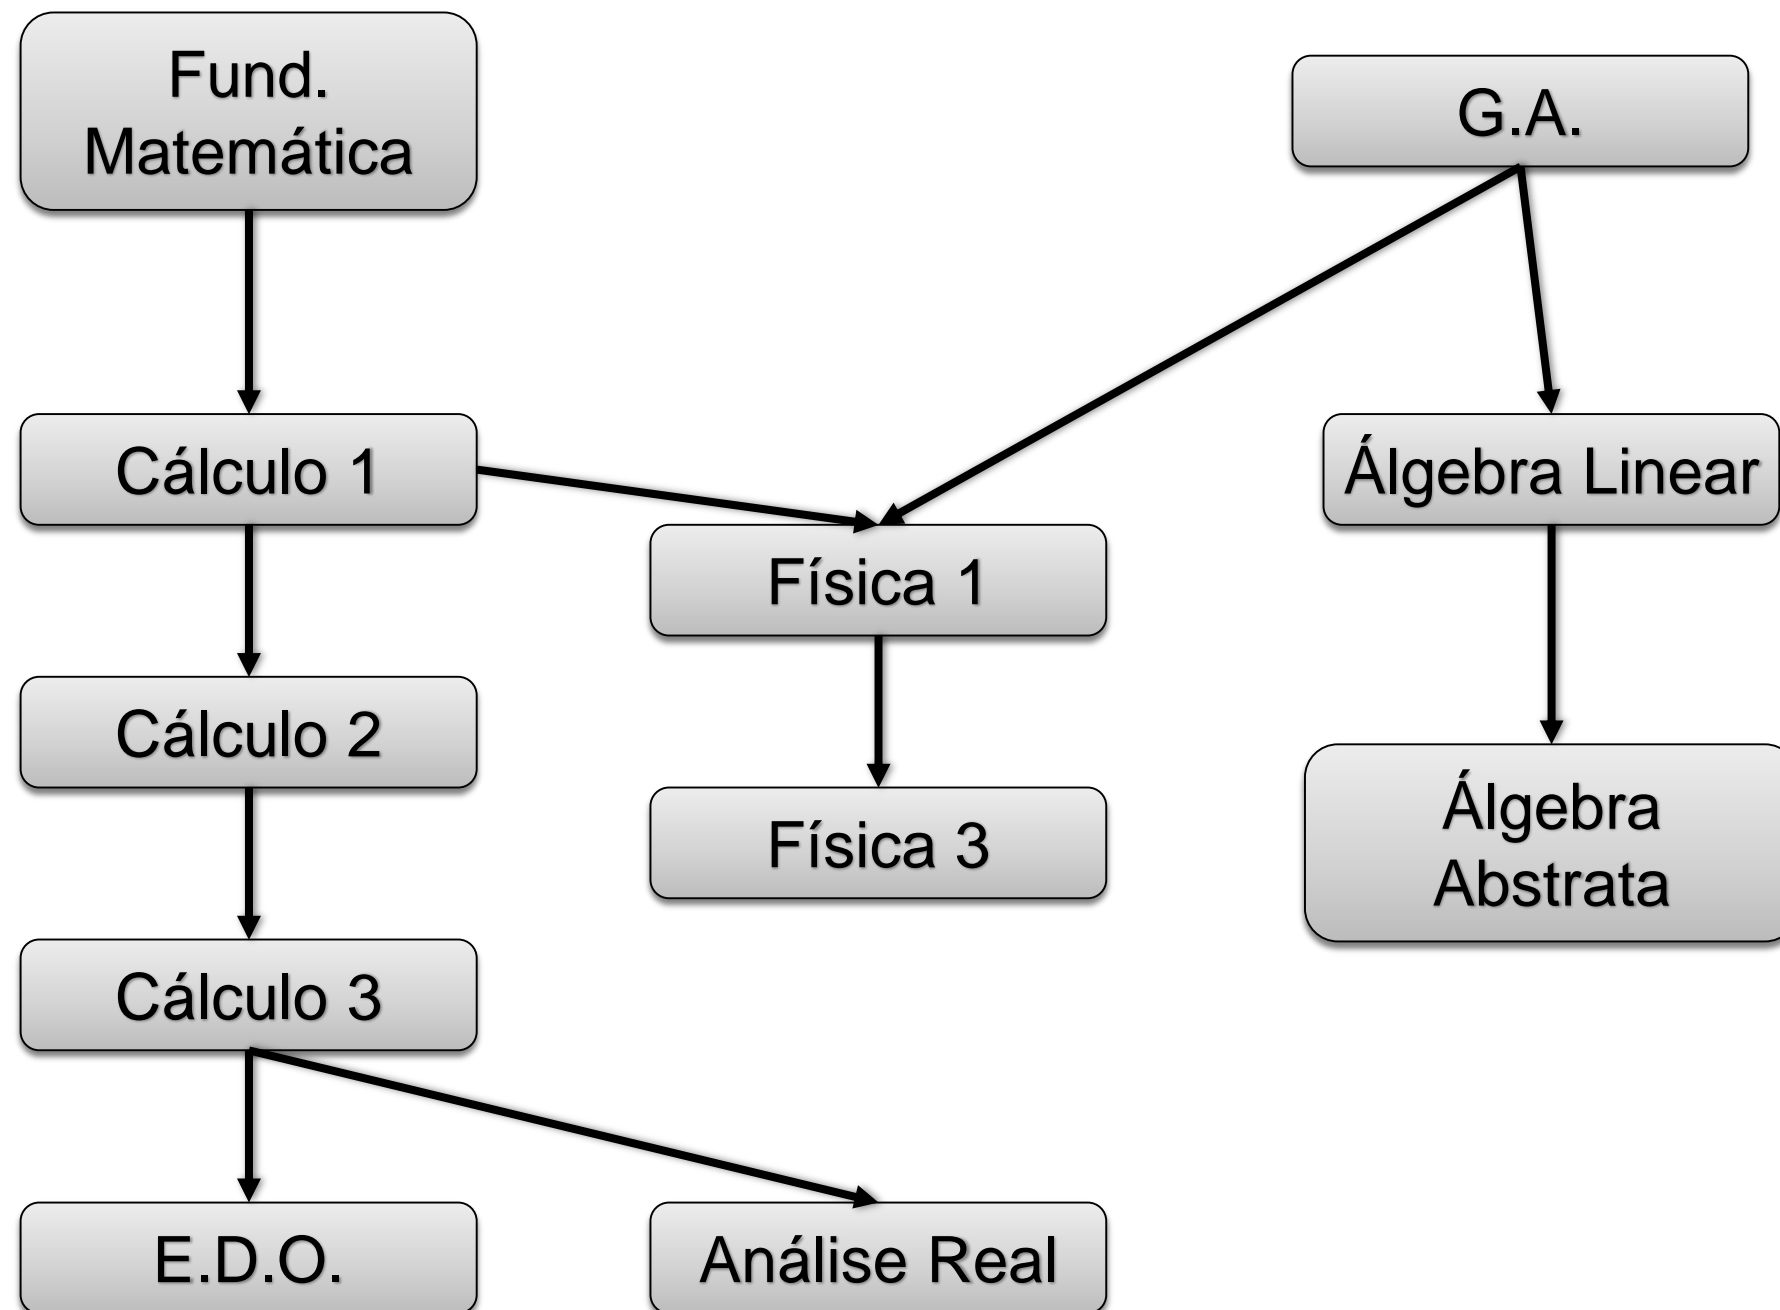 Fund.
Matemática
G.A.
Cálculo 1
Álgebra Linear
Física 1
Cálculo 2
Álgebra
Abstrata
Física 3
Cálculo 3
E.D.O.
Análise Real